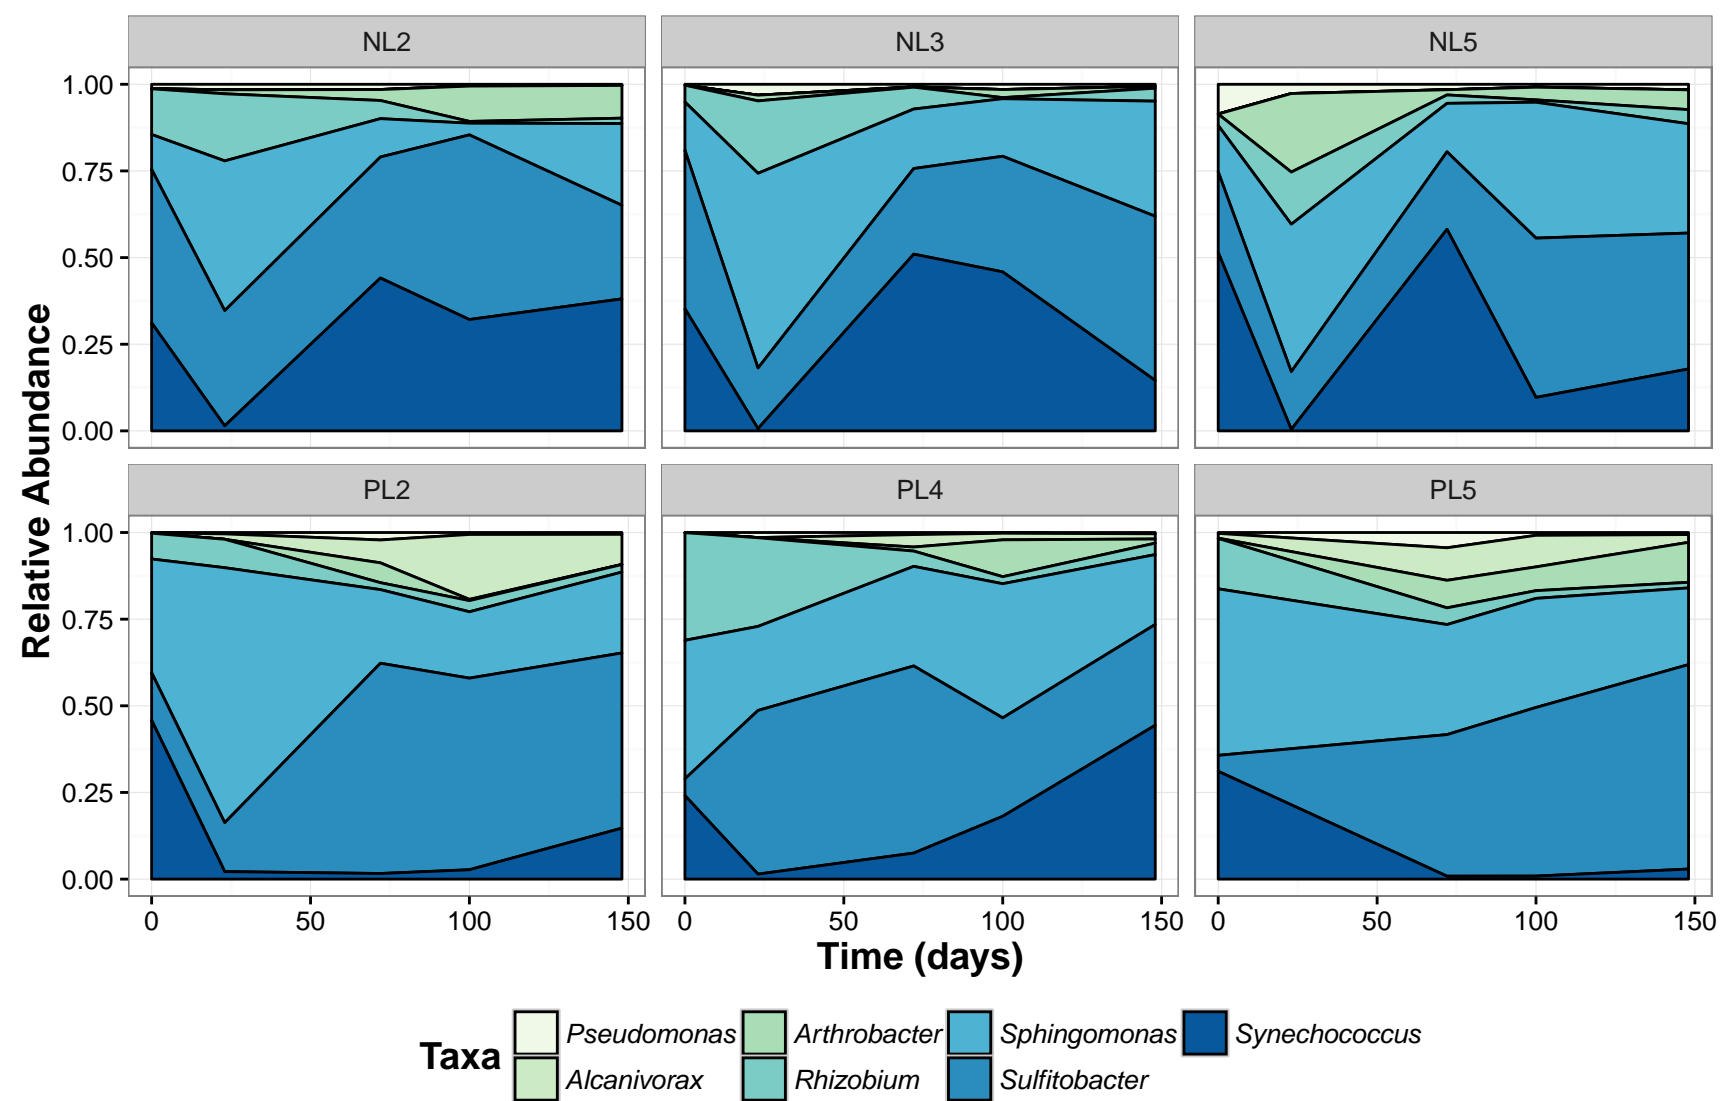 NL2 NL3 NL5
1.00
0.75
0.50
0.25
0.00
Relative Abundance
PL2 PL4 PL5
1.00
0.75
0.50
0.25
0.00
0 50 100 150 0 50 100 150 0 50 100 150
Time (days)
Taxa
Pseudomonas Arthrobacter Sphingomonas Synechococcus
Alcanivorax Rhizobium Sulfitobacter